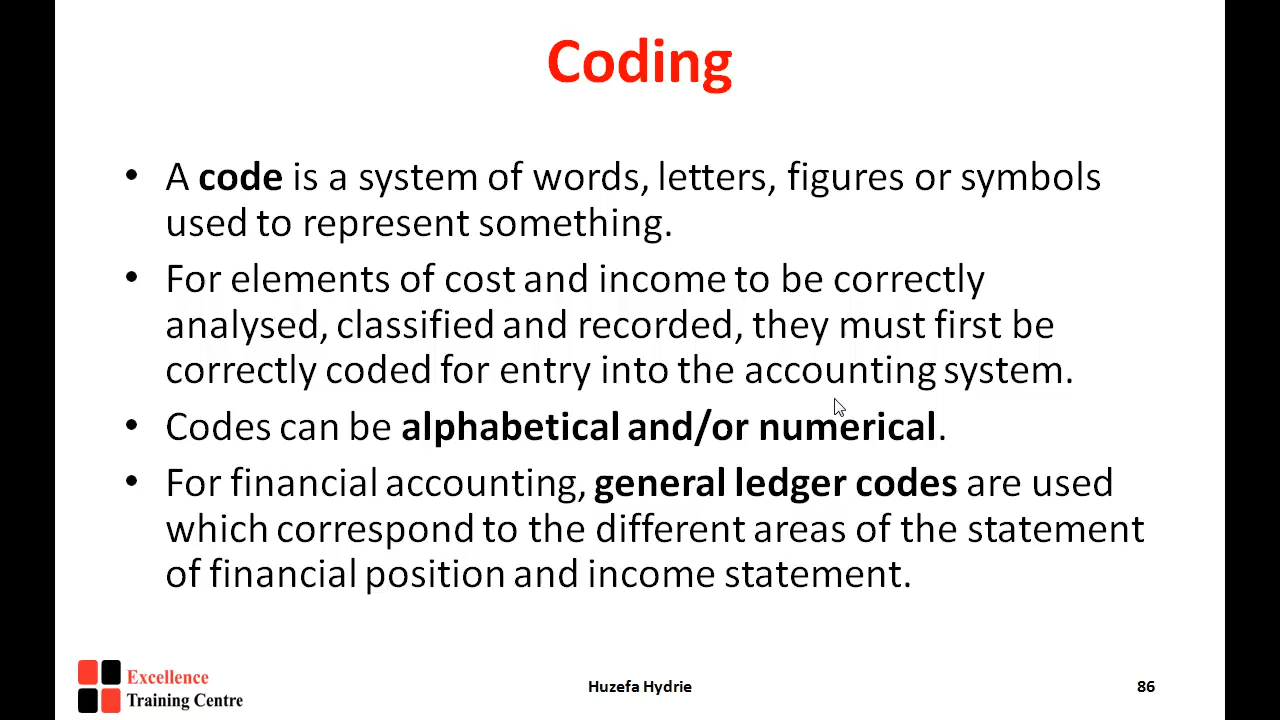 Coding
• A code is a system of words, letters, figures or symbols
used to represent something.
• For elements of cost and income to be correctly
analysed, classified and recorded, they must first be
correctly coded for entry into the accounting system.
• Codes can be alphabetical and/or numerical.
• For financial accounting, general ledger codes are used
which correspond to the different areas of the statement
of financial position and income statement.
Excellence
Training Centre
Huzefa Hydrie
86